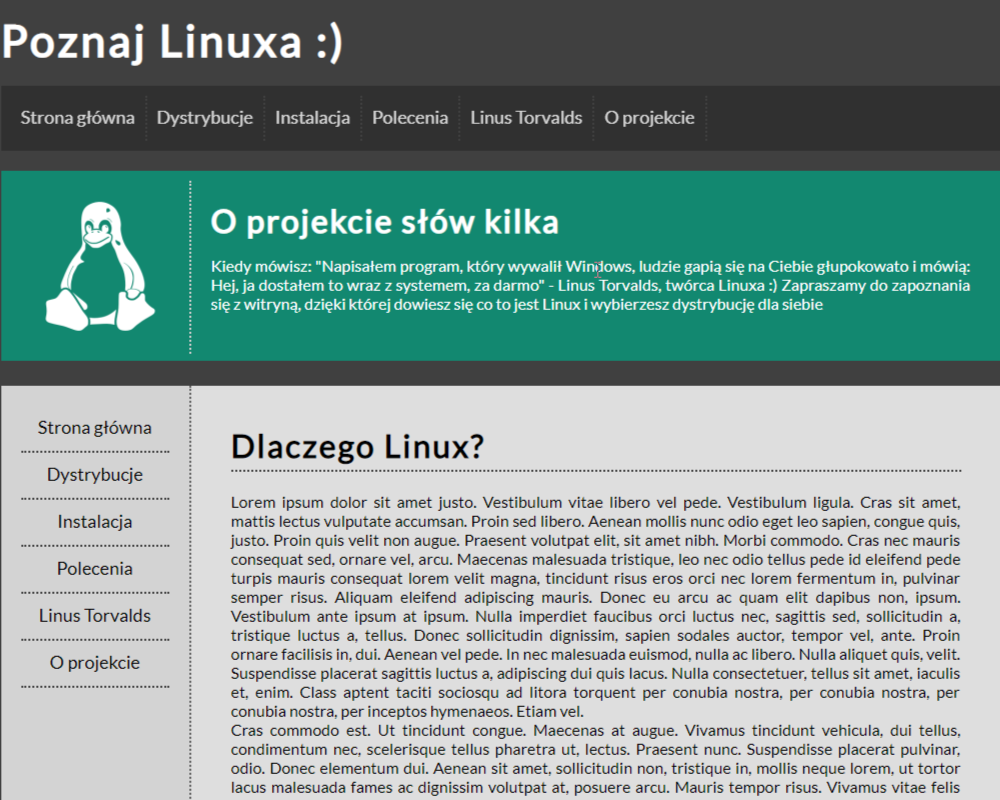 Poznaj Linuxa :)
Strona główna Dystrybucje Instalacja Polecenia Linus Torvalds O projekcie
O projekcie słów kilka
Kiedy mówisz: "Napisałem program, który wywalił Windows, ludzie gapią się na Ciebie głupokowato i mówią:
Hej, ja dostałem to wraz z systemem, za darmo" - Linus Torvalds, twórca Linuxa :) Zapraszamy do zapoznania
się z witryną, dzięki której dowiesz się co to jest Linux i wybierzesz dystrybucję dla siebie
Strona główna
Dystrybucje
Instalacja
Polecenia
Linus Torvalds
O projekcie
Dlaczego Linux?
Lorem ipsum dolor sit amet justo. Vestibulum vitae libero vel pede. Vestibulum ligula. Cras sit amet,
mattis lectus vulputate accumsan. Proin sed libero. Aenean mollis nunc odio eget leo sapien, congue quis,
justo. Proin quis velit non augue. Praesent volutpat elit, sit amet nibh. Morbi commodo. Cras nec mauris
consequat sed, ornare vel, arcu. Maecenas malesuada tristique, leo nec odio tellus pede id eleifend pede
turpis mauris consequat lorem velit magna, tincidunt risus eros orci nec lorem fermentum in, pulvinar
semper risus. Aliquam eleifend adipiscing mauris. Donec eu arcu ac quam elit dapibus non, ipsum.
Vestibulum ante ipsum at ipsum. Nulla imperdiet faucibus orci luctus nec, sagittis sed, sollicitudin a,
tristique luctus a, tellus. Donec sollicitudin dignissim, sapien sodales auctor, tempor vel, ante. Proin
ornare facilisis in, dui. Aenean vel pede. In nec malesuada euismod, nulla ac libero. Nulla aliquet quis, velit.
Suspendisse placerat sagittis luctus a, adipiscing dui quis lacus. Nulla consectetuer, tellus sit amet, iaculis
et, enim. Class aptent taciti sociosqu ad litora torquent per conubia nostra, per conubia nostra, per
conubia nostra, per inceptos hymenaeos. Etiam vel.
Cras commodo est. Ut tincidunt congue. Maecenas at augue. Vivamus tincidunt vehicula, dui tellus,
condimentum nec, scelerisque tellus pharetra ut, lectus. Praesent nunc. Suspendisse placerat pulvinar,
odio. Donec elementum dui. Aenean sit amet, sollicitudin non, tristique in, mollis neque lorem, ut tortor
lacus malesuada fames ac dignissim volutpat at, posuere arcu. Mauris tempor risus. Vivamus vitae felis